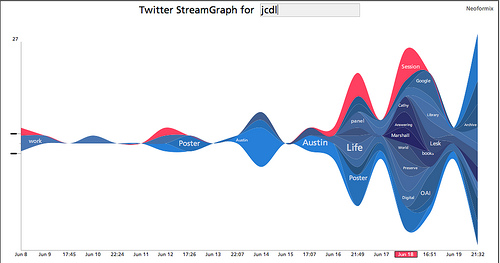 Twitter StreamGraph for jcdl
Neoformix
27
Session
Google
Cathy
Library
panel
Answering
Archive
work
Poster
Austin
Austin
Life
Marshall
World
Lesk
books
Preserve
Poster
Digital
OAI
Jun 8 Jun 9 17:45 Jun 10 22:24 Jun 11 Jun 12 17:26 Jun 13 22:07 Jun 14 Jun 15 17:07 Jun 16 21:49 Jun 17 Jun 18 16:51 Jun 19 21:32